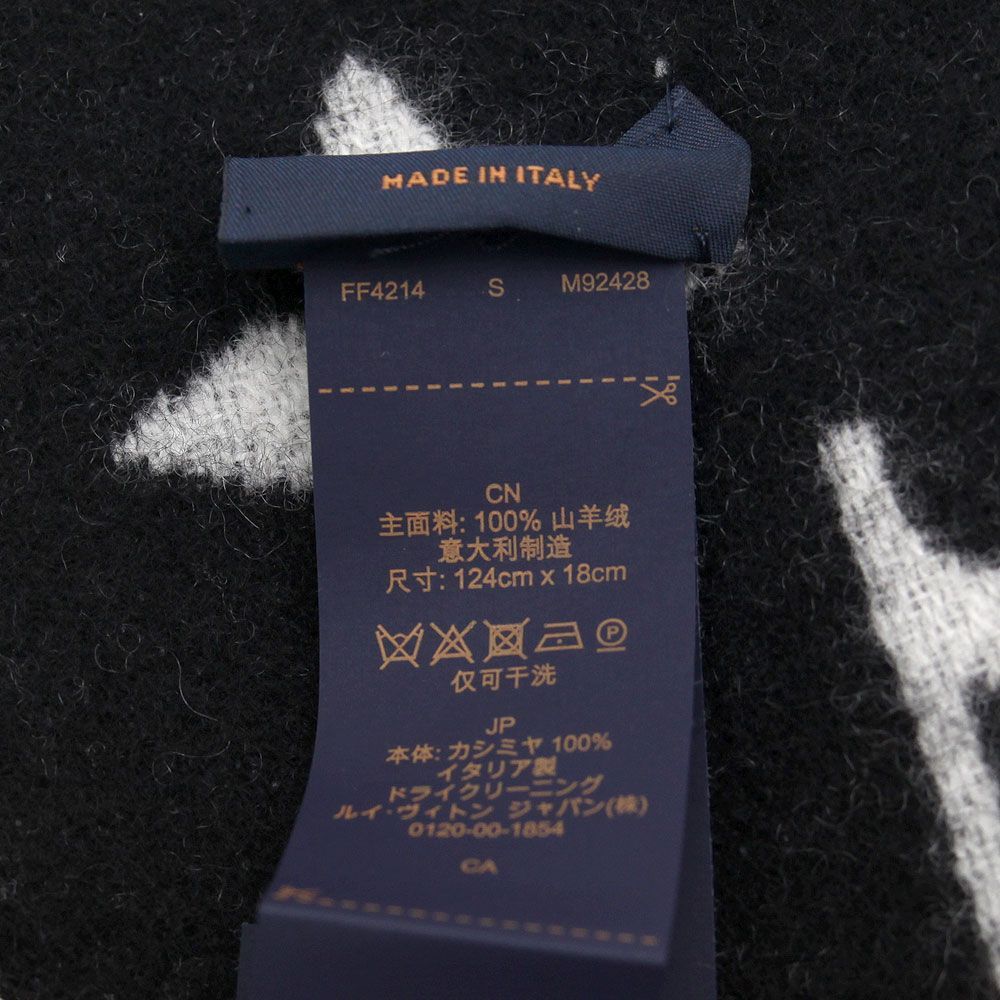 MADE IN ITALY
FF4214 S M92428
CN
主面料: 100% 山羊绒
意大利制造
尺寸: 124cm x 18cm
仅可干洗
JP
本体: カシミヤ 100%
イタリア製
ドライクリーニング
ルイ・ヴィトン ジャパン(株)
0120-00-1854
CA